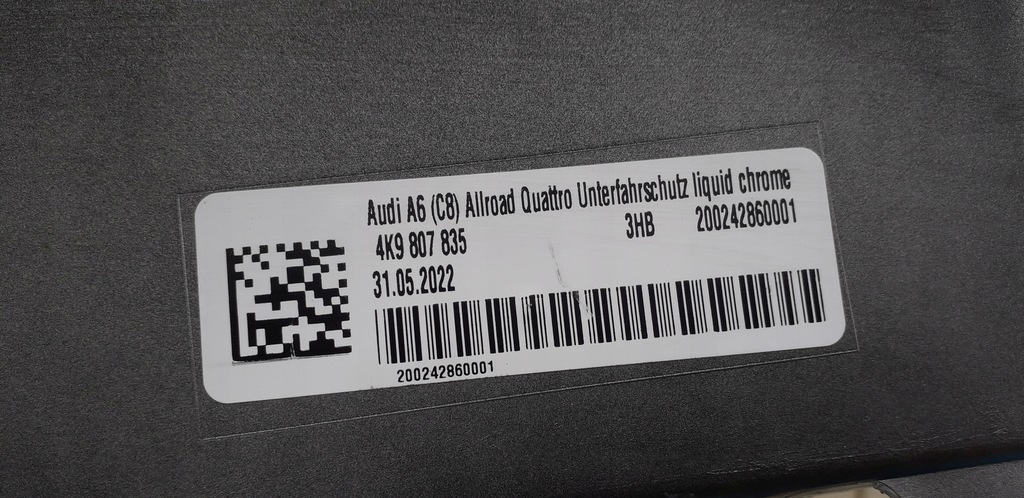 Audi A6 (C8) Allroad Quattro Unterfahrschutz liquid chrome
4K9 807 835 3HB 200242860001
31.05.2022
200242860001